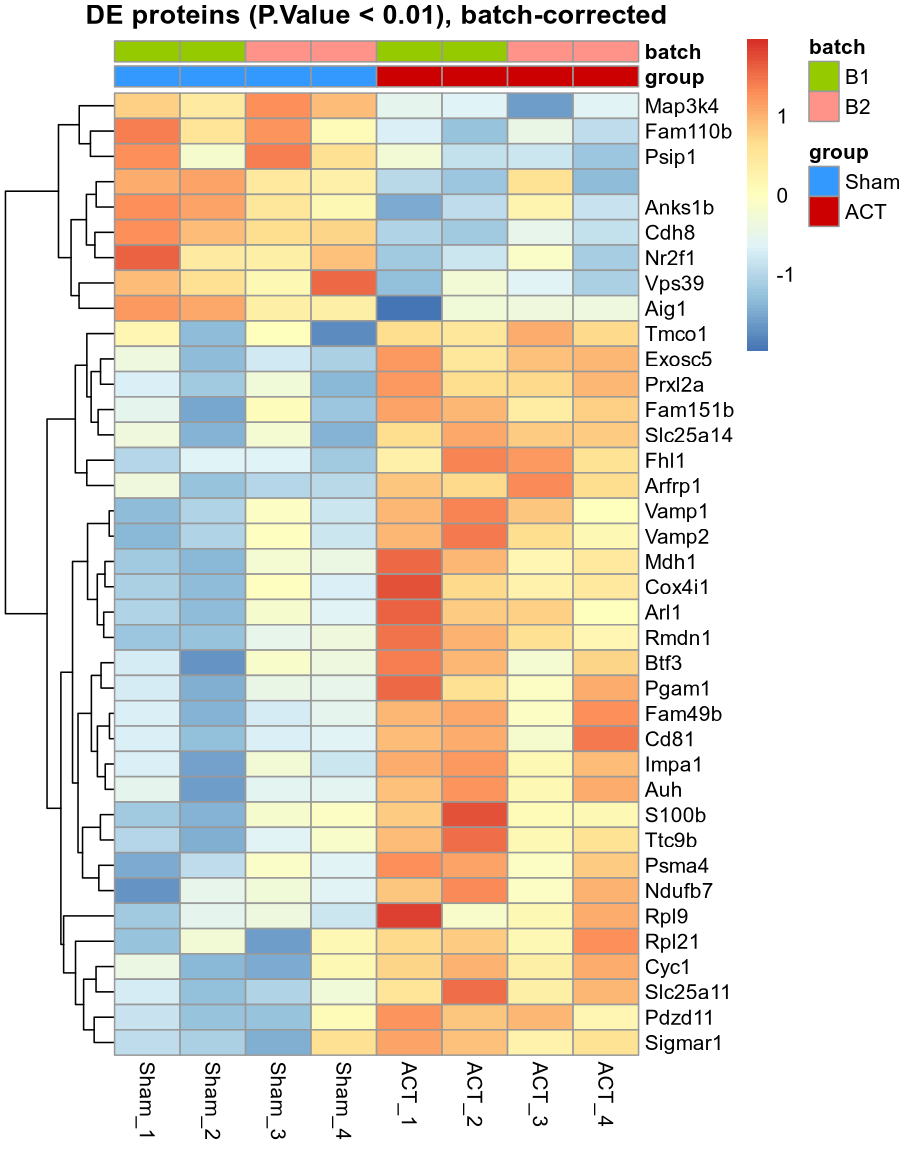 DE proteins (P.Value < 0.01), batch-corrected
batch
group
Map3k4
Fam110b
Psip1
Anks1b
Cdh8
Nr2f1
Vps39
Aig1
Tmco1
Exosc5
Prxl2a
Fam151b
Slc25a14
Fhl1
Arfrp1
Vamp1
Vamp2
Mdh1
Cox4i1
Arl1
Rmdn1
Btf3
Pgam1
Fam49b
Cd81
Impa1
Auh
S100b
Ttc9b
Psma4
Ndufb7
Rpl9
Rpl21
Cyc1
Slc25a11
Pdzd11
Sigmar1
Sham_1
Sham_2
Sham_3
Sham_4
ACT_1
ACT_2
ACT_3
ACT_4
1
0
-1
batch
B1
B2
group
Sham
ACT